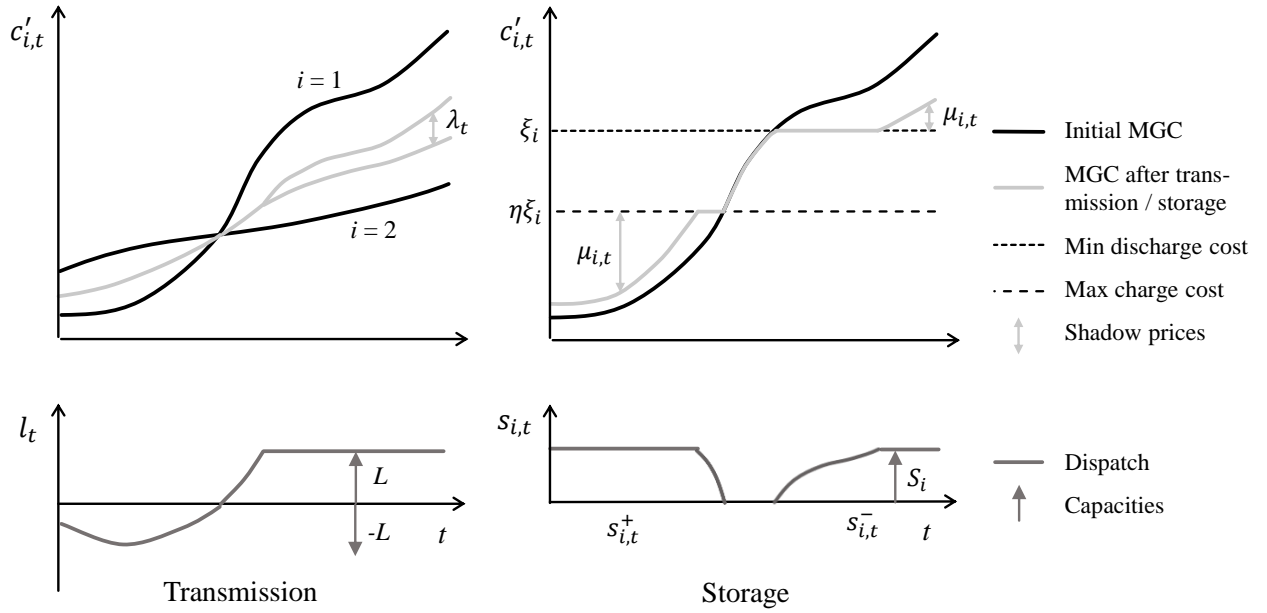 c′i,t
i = 1
λt
i = 2
c′i,t
ξi
ηξi
μi,t
μi,t
Initial MGC
MGC after trans-
mission / storage
Min discharge cost
Max charge cost
Shadow prices
lt
L
-L
t
Transmission
si,t
Si
s+i,t
s−i,t
t
Storage
Dispatch
Capacities